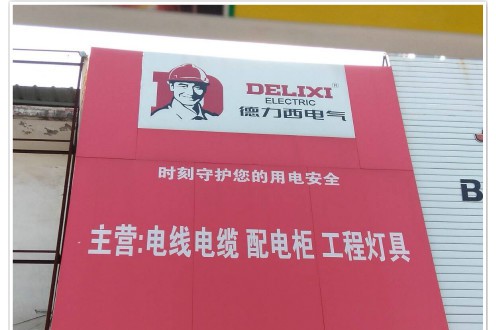 DELIXI®
ELECTRIC
德力西电气
时刻守护您的用电安全
主营:电线电缆 配电柜 工程灯具
B